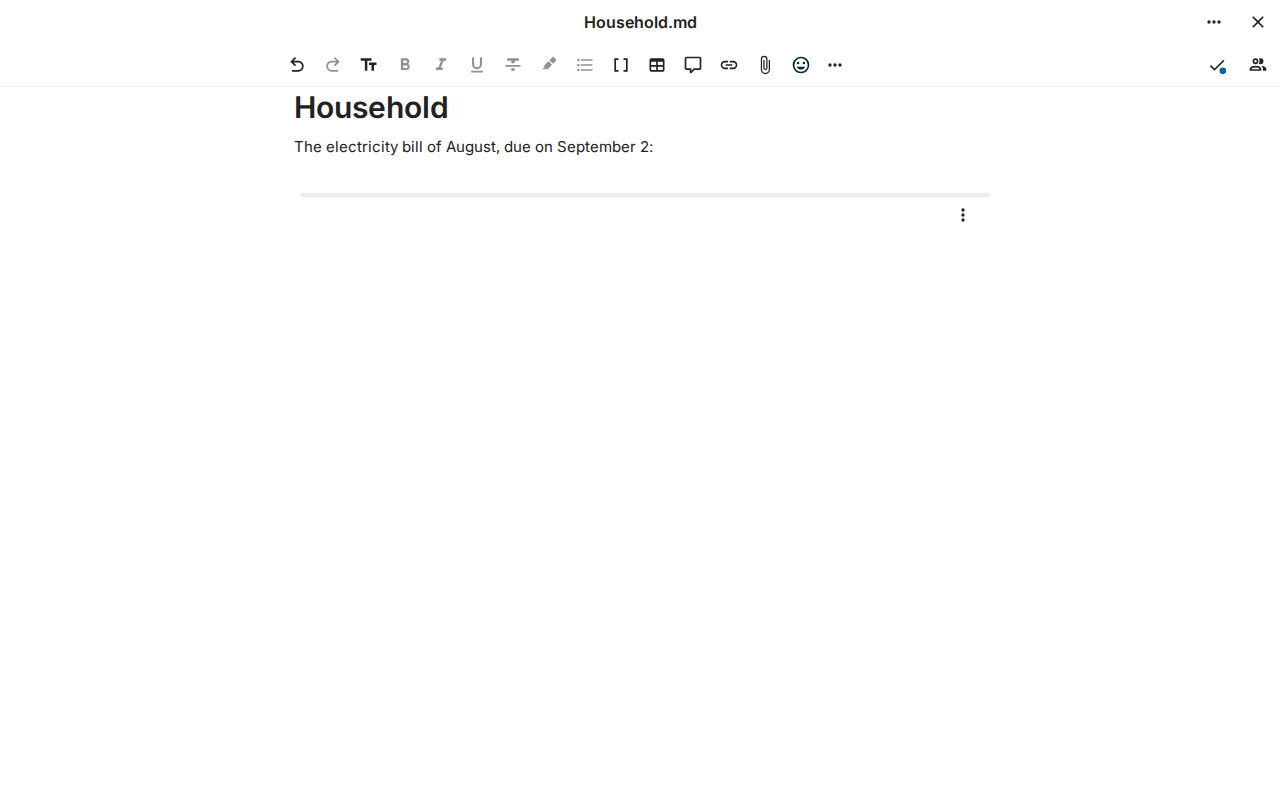 Household.md
Household
The electricity bill of August, due on September 2: